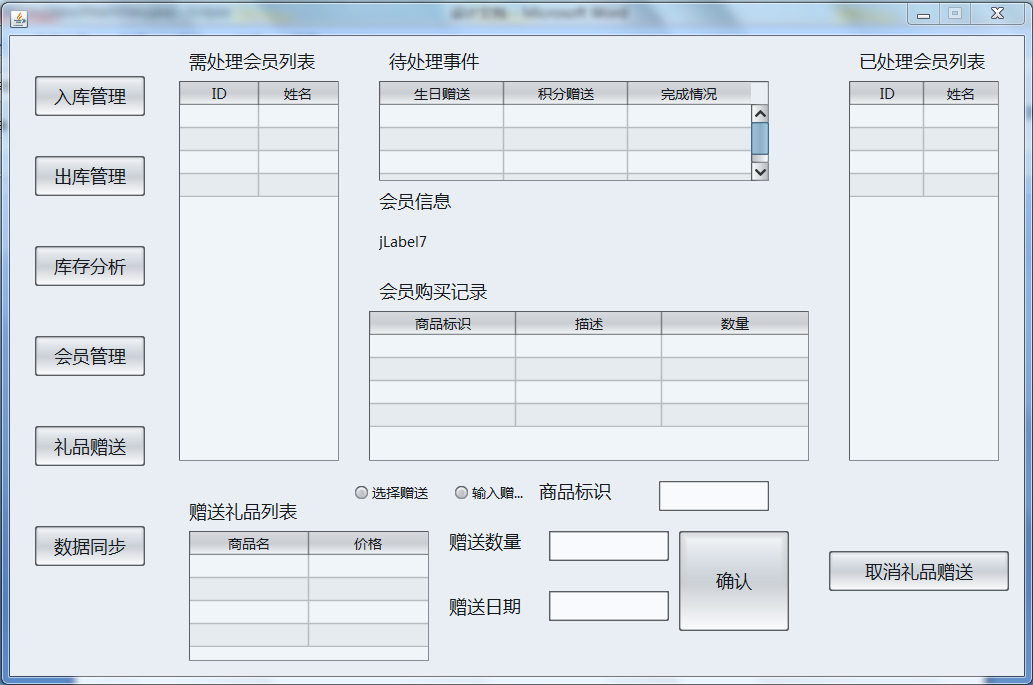 设计文档 - Microsoft Word
入库管理
出库管理
库存分析
会员管理
礼品赠送
数据同步
需处理会员列表
ID 姓名
待处理事件
生日赠送 积分赠送 完成情况
会员信息
jLabel7
会员购买记录
商品标识 描述 数量
已处理会员列表
ID 姓名
选择赠送 输入赠... 商品标识
赠送礼品列表
商品名 价格
赠送数量
赠送日期
确认
取消礼品赠送